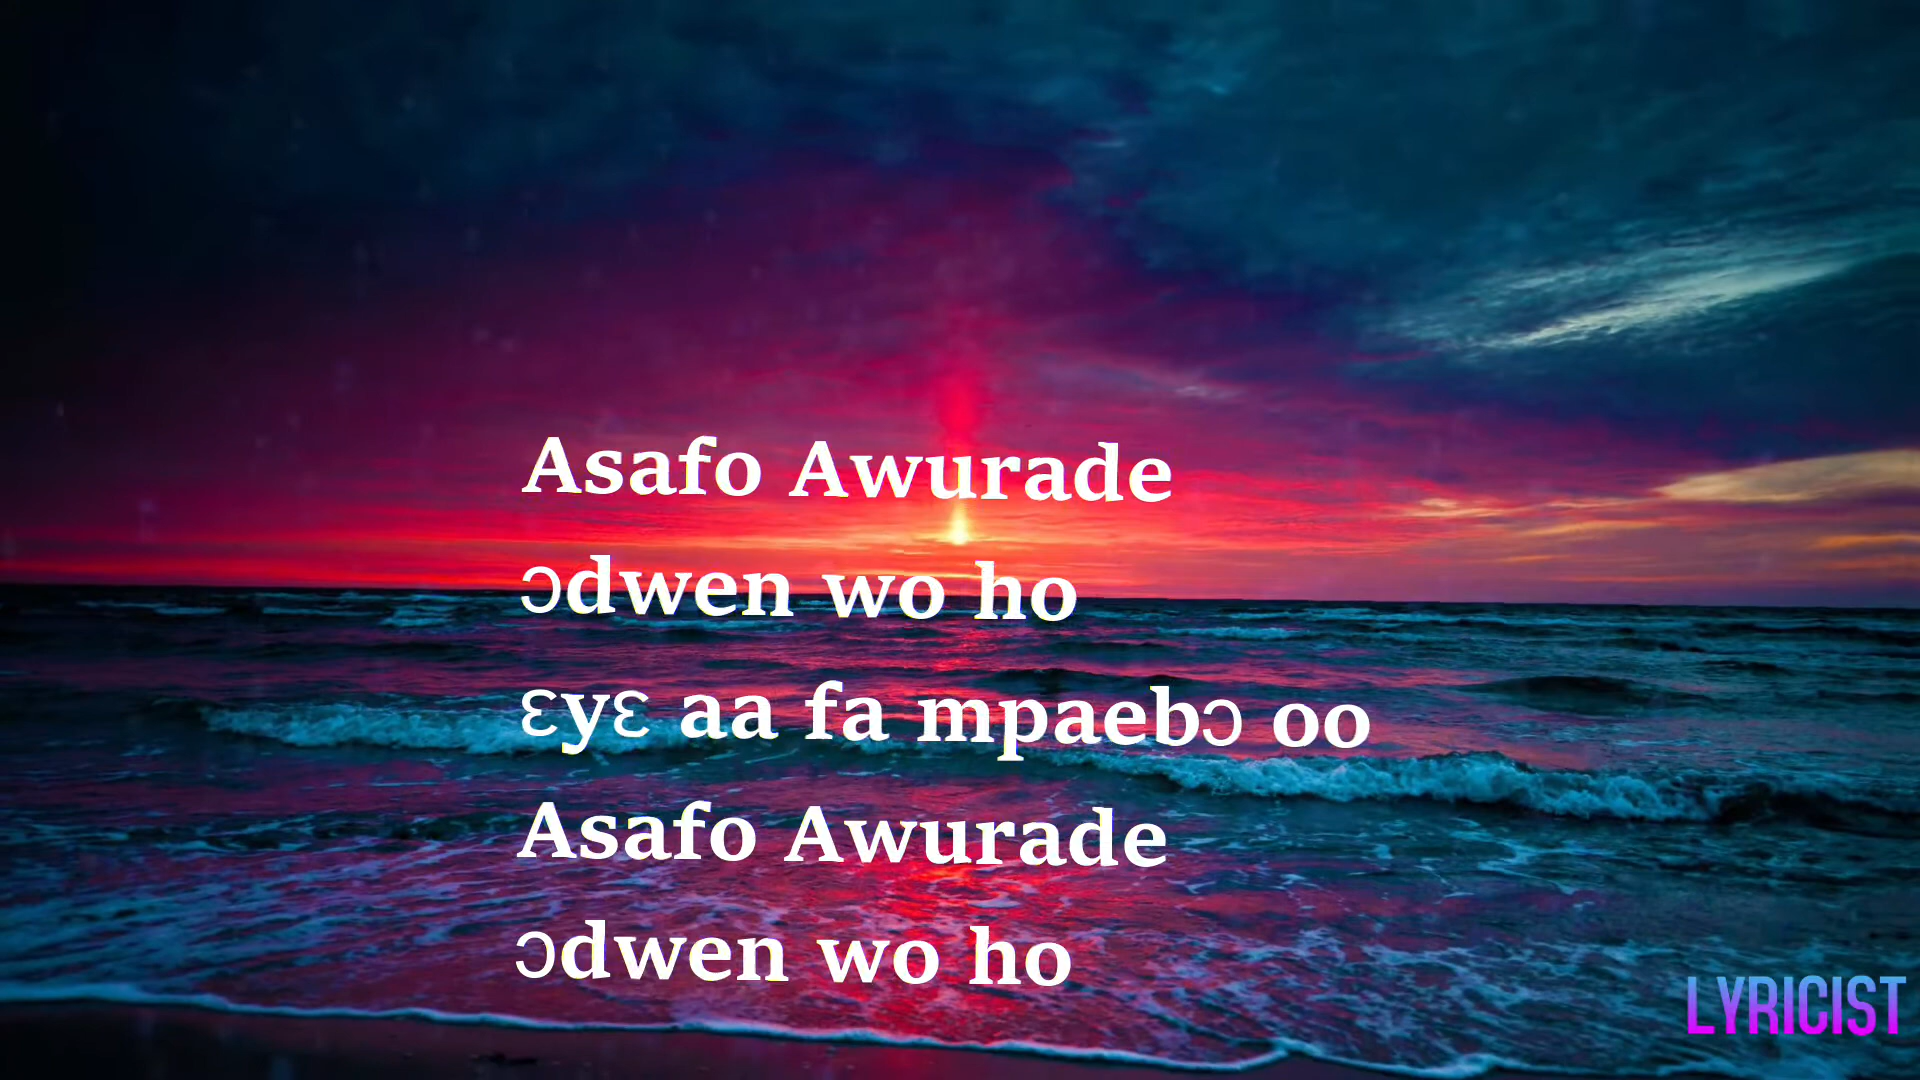 Asafo Awurade
ɔdwen wo ho
ɛyɛ aa fa mpaebɔ oo
Asafo Awurade
ɔdwen wo ho
LYRICIST